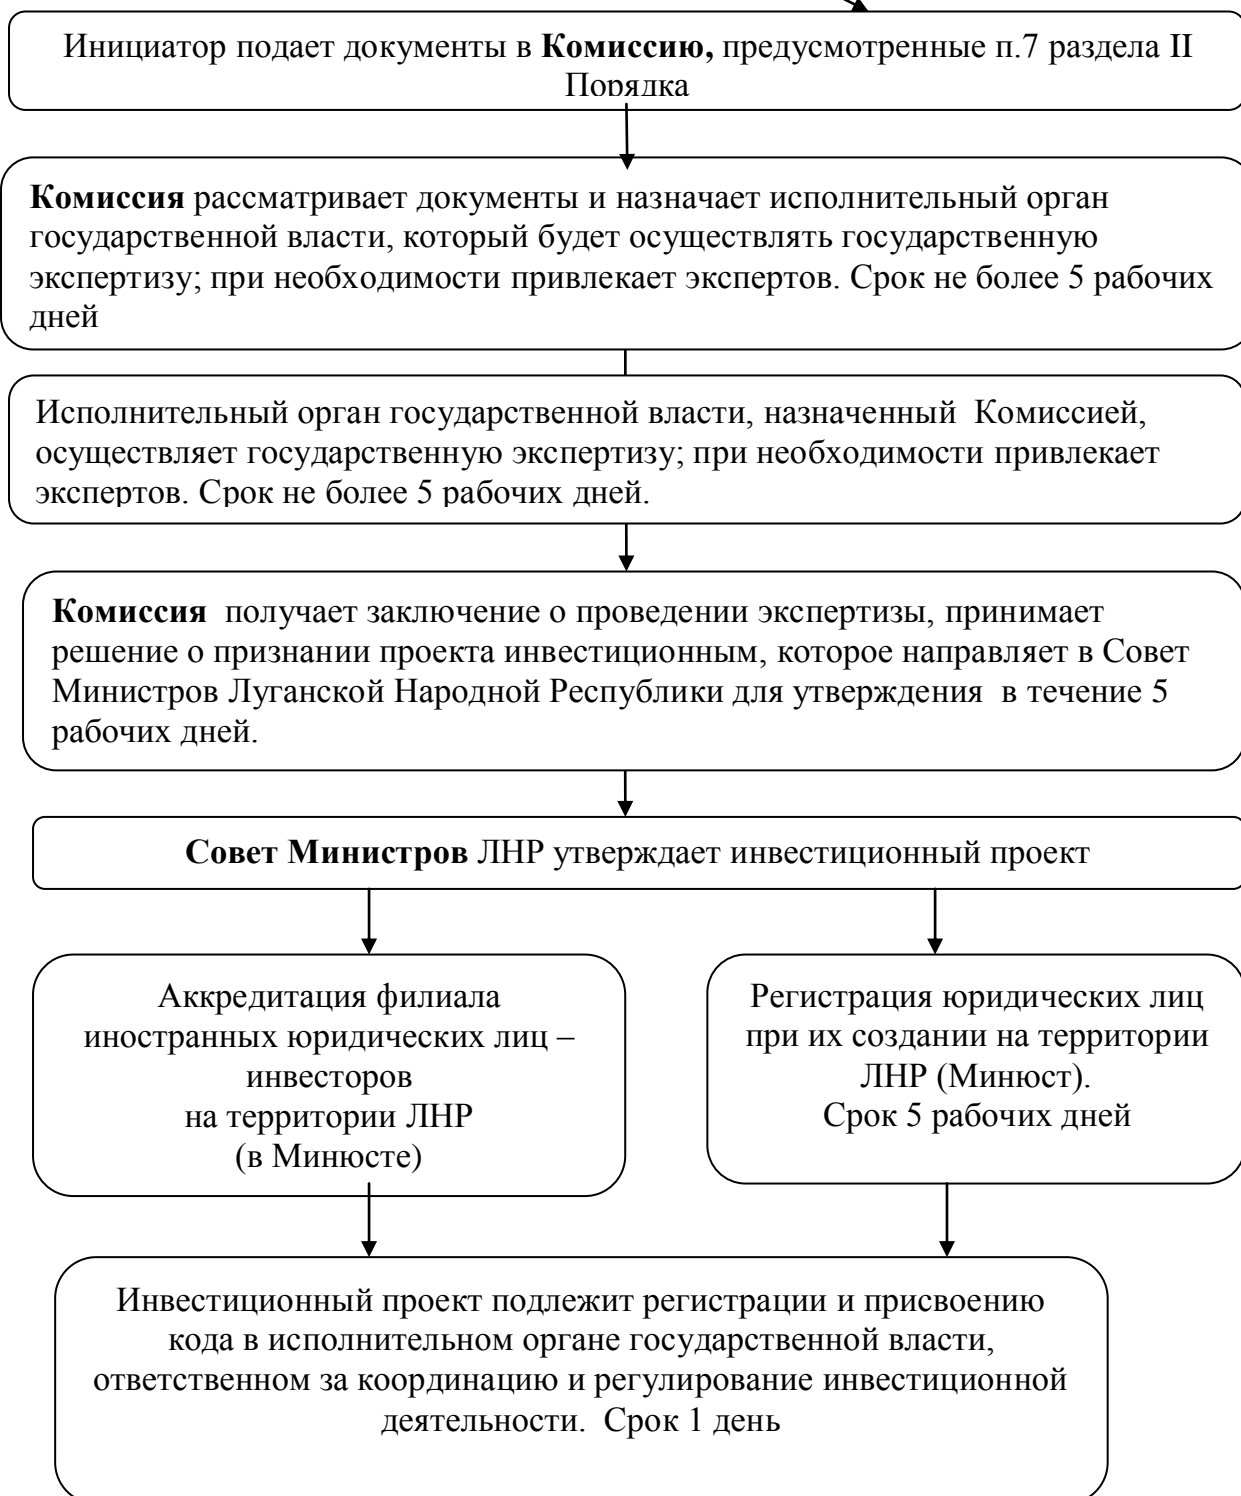 Инициатор подает документы в Комиссию, предусмотренные п.7 раздела II
Порядка
Комиссия рассматривает документы и назначает исполнительный орган
государственной власти, который будет осуществлять государственную
экспертизу; при необходимости привлекает экспертов. Срок не более 5 рабочих
дней
Исполнительный орган государственной власти, назначенный  Комиссией,
осуществляет государственную экспертизу; при необходимости привлекает
экспертов. Срок не более 5 рабочих дней.
Комиссия  получает заключение о проведении экспертизы, принимает
решение о признании проекта инвестиционным, которое направляет в Совет
Министров Луганской Народной Республики для утверждения  в течение 5
рабочих дней.
Совет Министров ЛНР утверждает инвестиционный проект
Аккредитация филиала
иностранных юридических лиц –
инвесторов
на территории ЛНР
(в Минюсте)
Регистрация юридических лиц
при их создании на территории
ЛНР (Минюст).
Срок 5 рабочих дней
Инвестиционный проект подлежит регистрации и присвоению
кода в исполнительном органе государственной власти,
ответственном за координацию и регулирование инвестиционной
деятельности.  Срок 1 день